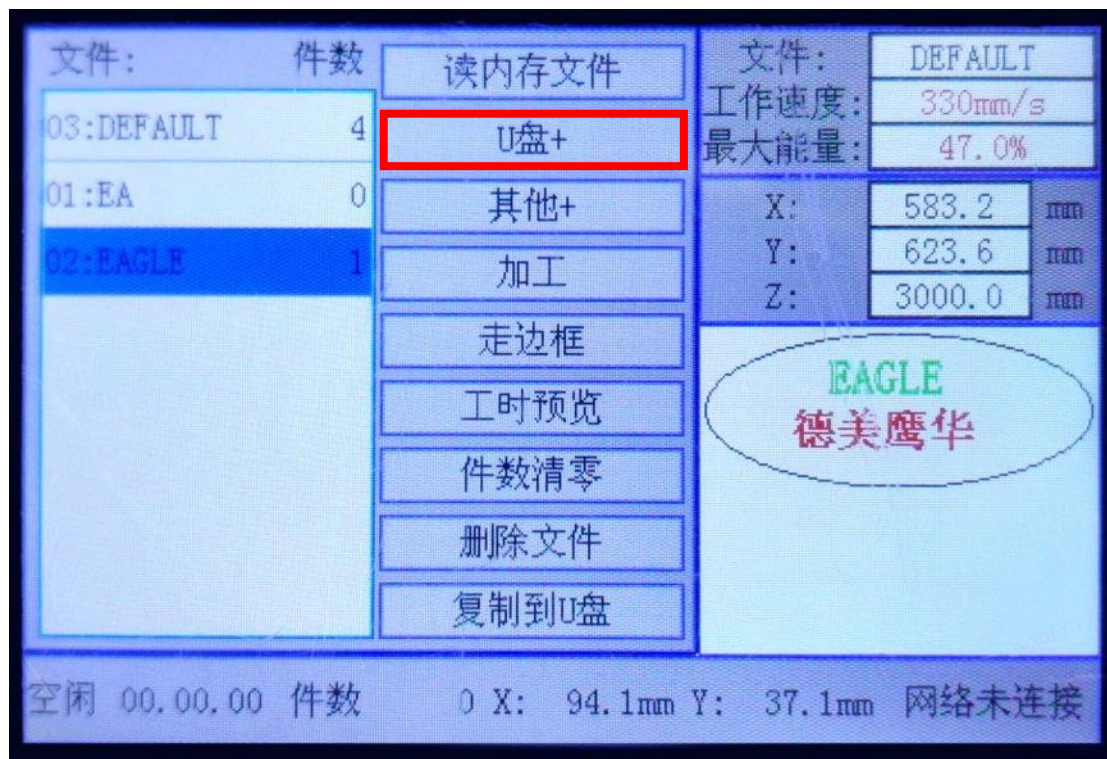 文件: 件数
03:DEFAULT 4
01:EA 0
02:EAGLE 1
读内存文件
U盘+
其他+
加工
走边框
工时预览
件数清零
删除文件
复制到U盘
文件: DEFAULT
工作速度: 330mm/s
最大能量: 47.0%
X: 583.2 mm
Y: 623.6 mm
Z: 3000.0 mm
EAGLE
德美鹰华
空闲 00.00.00 件数 0 X: 94.1mm Y: 37.1mm 网络未连接